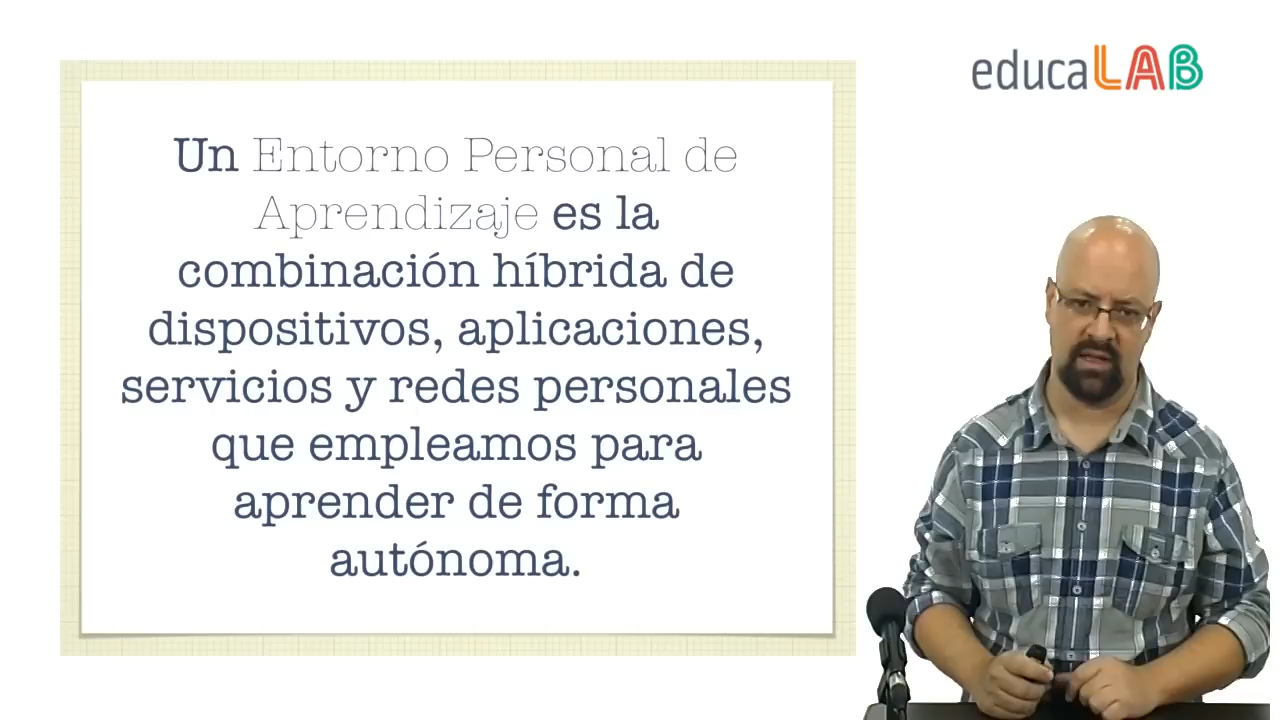 educaLAB
Un Entorno Personal de
Aprendizaje es la
combinación híbrida de
dispositivos, aplicaciones,
servicios y redes personales
que empleamos para
aprender de forma
autónoma.